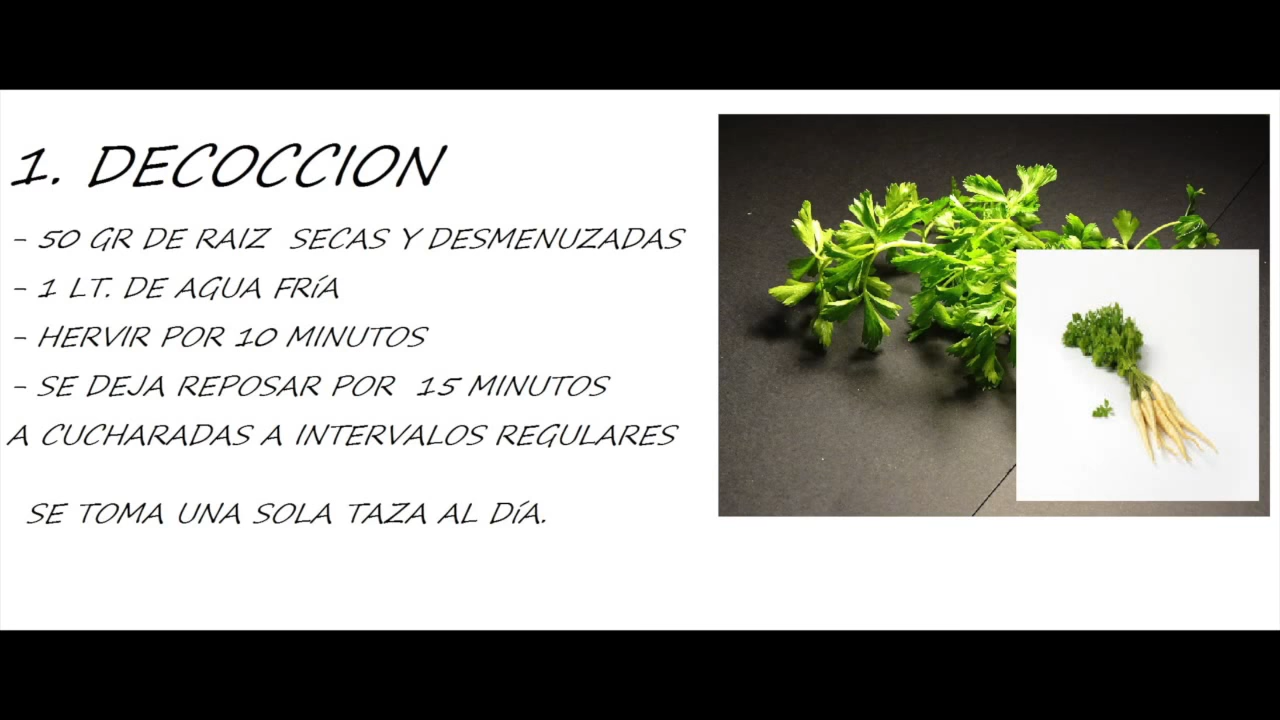 1. DECOCCION
- 50 GR DE RAIZ SECAS Y DESMENUZADAS
- 1 LT. DE AGUA FRíA
- HERVIR POR 10 MINUTOS
- SE DEJA REPOSAR POR 15 MINUTOS
A CUCHARADAS A INTERVALOS REGULARES
SE TOMA UNA SOLA TAZA AL DíA.